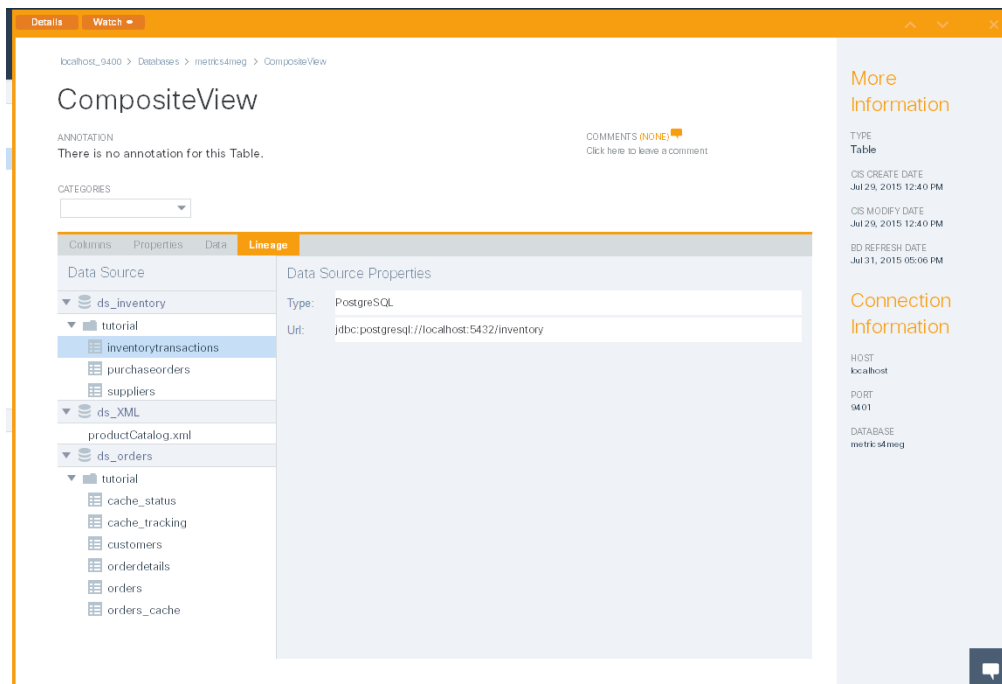 Details Watch
localhost_9400 > Databases > metrics4meg > CompositeView
CompositeView
ANNOTATION
There is no annotation for this Table.
COMMENTS (NONE)
Click here to leave a comment
CATEGORIES
Columns Properties Data Lineage
Data Source
ds_inventory
tutorial
inventorytransactions
purchaseorders
suppliers
ds_XML
productCatalog.xml
ds_orders
tutorial
cache_status
cache_tracking
customers
orderdetails
orders
orders_cache
Data Source Properties
Type: PostgreSQL
Url: jdbc:postgresql://localhost:5432/inventory
More
Information
TYPE
Table
CIS CREATE DATE
Jul 29, 2015 12:40 PM
CIS MODIFY DATE
Jul 29, 2015 12:40 PM
BD REFRESH DATE
Jul 31, 2015 05:06 PM
Connection
Information
HOST
localhost
PORT
9401
DATABASE
metrics4meg